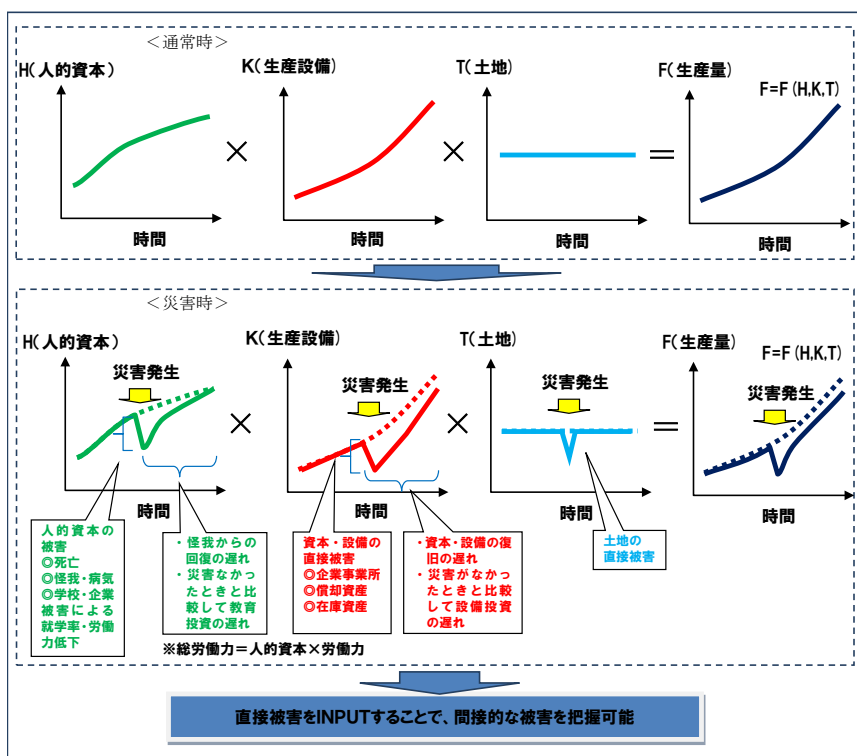 ＜通常時＞
H(人的資本)
K(生産設備)
T(土地)
F(生産量)
F=F(H,K,T)
×
×
＝
時間
時間
時間
時間
＜災害時＞
H(人的資本)
K(生産設備)
T(土地)
F(生産量)
F=F(H,K,T)
災害発生
災害発生
災害発生
災害発生
×
×
＝
時間
時間
時間
時間
人的資本の
被害
◎死亡
◎怪我・病気
◎学校・企業
被害による
就学率・労働
力低下
・怪我からの
回復の遅れ
・災害なかっ
たときと比
較して教育
投資の遅れ
資本・設備の
直接被害
◎企業事業所
◎償却資産
◎在庫資産
・資本・設備の復
旧の遅れ
・災害がなかっ
たときと比較
して設備投資
の遅れ
土地の
直接被害
※総労働力＝人的資本×労働力
直接被害をINPUTすることで、間接的な被害を把握可能